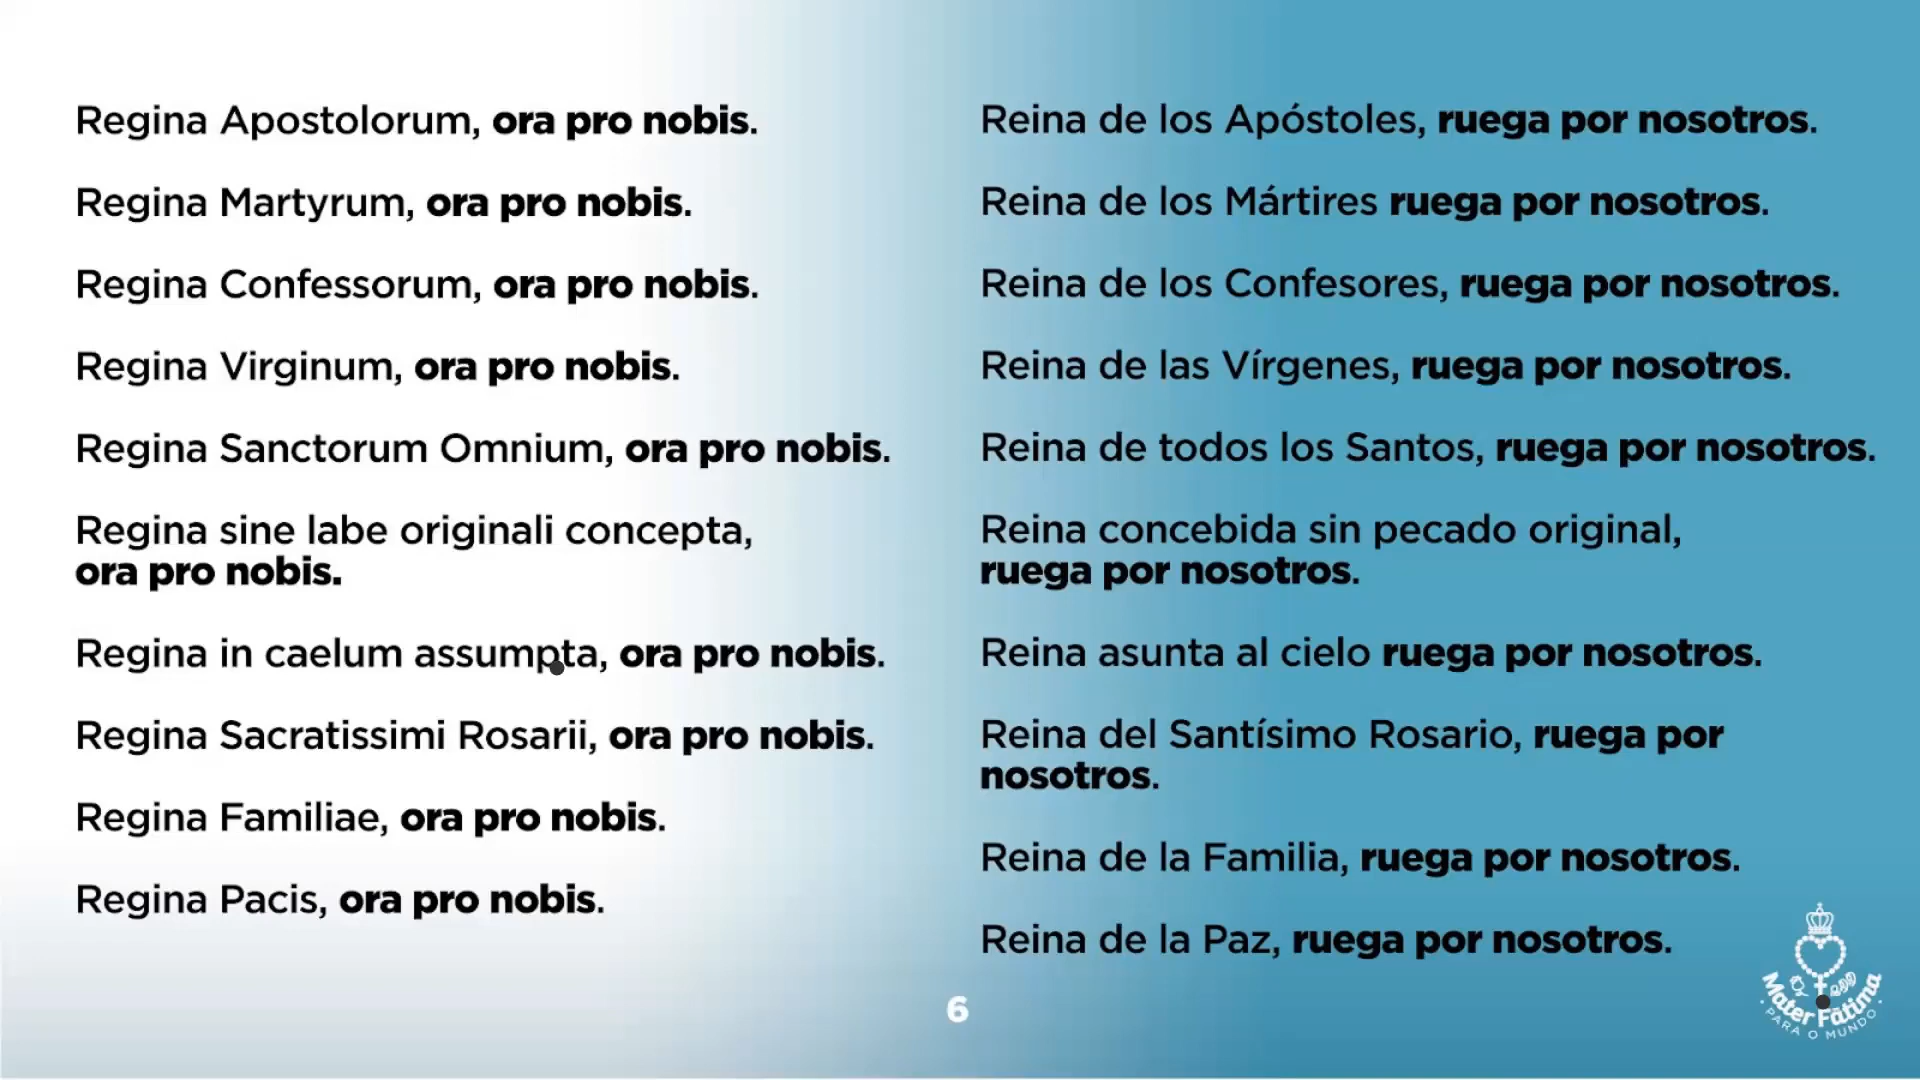 Regina Apostolorum, ora pro nobis.
Regina Martyrum, ora pro nobis.
Regina Confessorum, ora pro nobis.
Regina Virginum, ora pro nobis.
Regina Sanctorum Omnium, ora pro nobis.
Regina sine labe originali concepta,
ora pro nobis.
Regina in caelum assumpta, ora pro nobis.
Regina Sacratissimi Rosarii, ora pro nobis.
Regina Familiae, ora pro nobis.
Regina Pacis, ora pro nobis.
Reina de los Apóstoles, ruega por nosotros.
Reina de los Mártires ruega por nosotros.
Reina de los Confesores, ruega por nosotros.
Reina de las Vírgenes, ruega por nosotros.
Reina de todos los Santos, ruega por nosotros.
Reina concebida sin pecado original,
ruega por nosotros.
Reina asunta al cielo ruega por nosotros.
Reina del Santísimo Rosario, ruega por
nosotros.
Reina de la Familia, ruega por nosotros.
Reina de la Paz, ruega por nosotros.
6
Mater Fátima
PARA O MUNDO